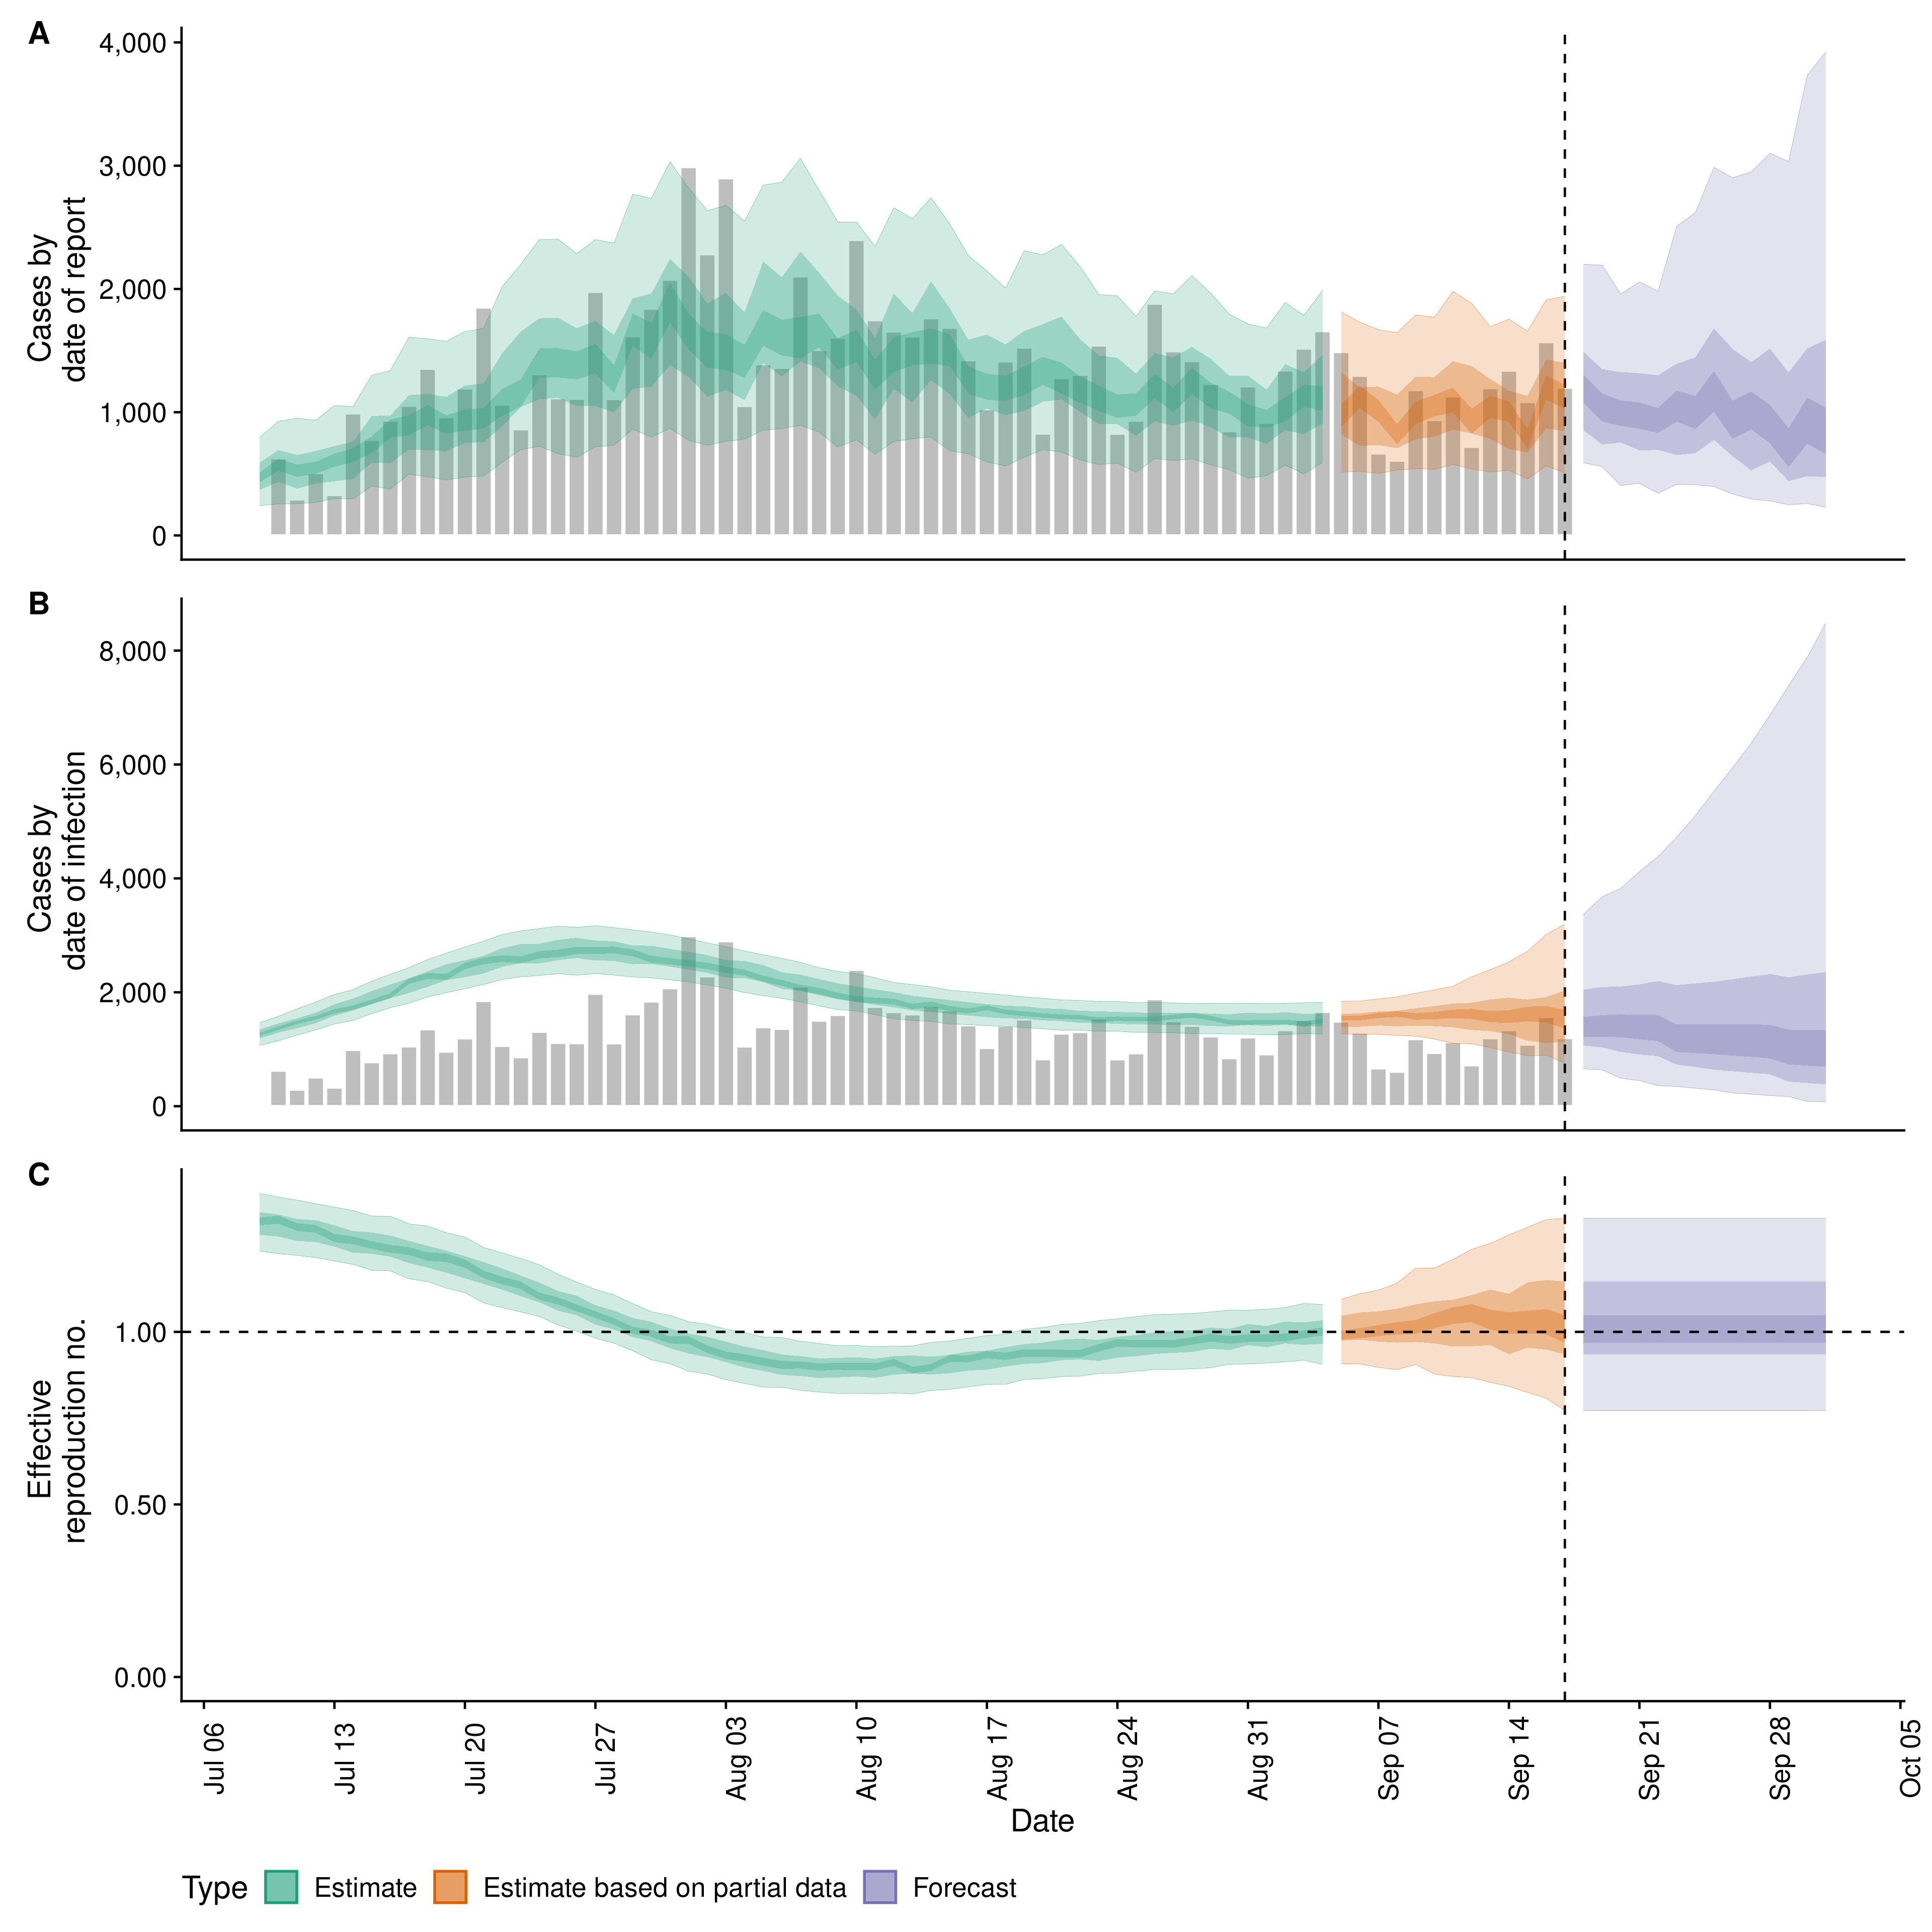 A
Cases by
date of report
4,000
3,000
2,000
1,000
0
B
Cases by
date of infection
8,000
6,000
4,000
2,000
0
C
Effective
reproduction no.
1.00
0.50
0.00
Jul 06
Jul 13
Jul 20
Jul 27
Aug 03
Aug 10
Aug 17
Aug 24
Aug 31
Sep 07
Sep 14
Sep 21
Sep 28
Oct 05
Date
Type Estimate Estimate based on partial data Forecast